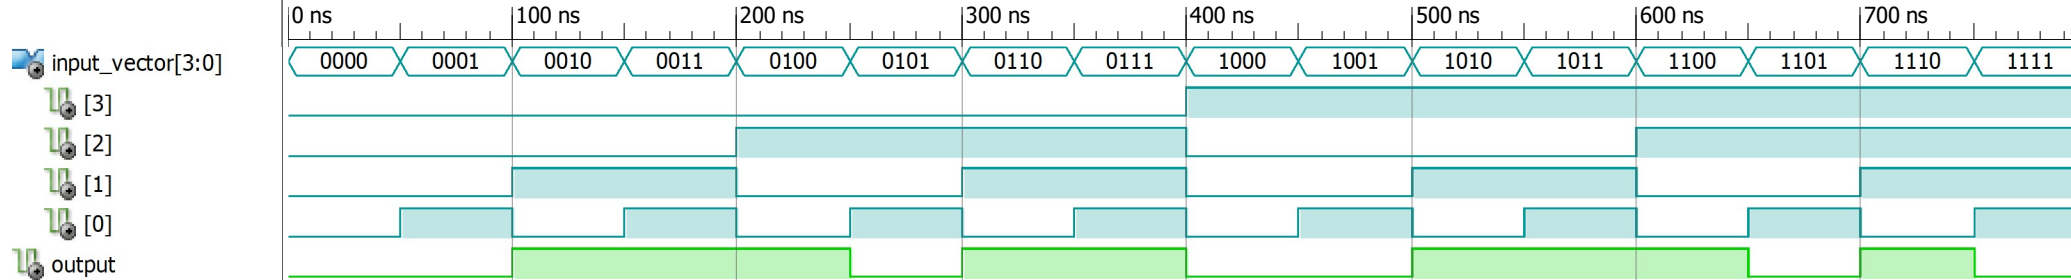 0 ns 100 ns 200 ns 300 ns 400 ns 500 ns 600 ns 700 ns
input_vector[3:0] 0000 0001 0010 0011 0100 0101 0110 0111 1000 1001 1010 1011 1100 1101 1110 1111
[3]
[2]
[1]
[0]
output